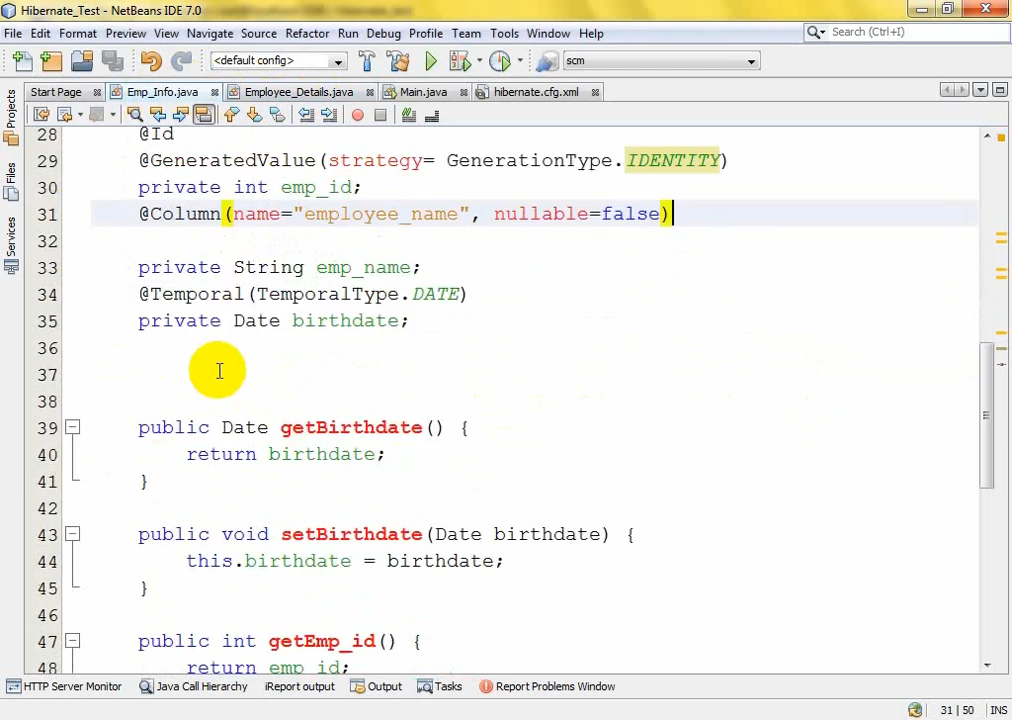 Hibernate_Test - NetBeans IDE 7.0
File Edit Format Preview View Navigate Source Refactor Run Debug Profile Team Tools Window Help
Search (Ctrl+I)
<default config>
scm
Start Page Emp_Info.java Employee_Details.java Main.java hibernate.cfg.xml
Projects
Files
Services
28 @Id
29 @GeneratedValue(strategy= GenerationType.IDENTITY)
30 private int emp_id;
31 @Column(name="employee_name", nullable=false)
32
33 private String emp_name;
34 @Temporal(TemporalType.DATE)
35 private Date birthdate;
36
37
38
39 public Date getBirthdate() {
40 return birthdate;
41 }
42
43 public void setBirthdate(Date birthdate) {
44 this.birthdate = birthdate;
45 }
46
47 public int getEmp_id() {
48 return emp_id;
HTTP Server Monitor Java Call Hierarchy iReport output Output Tasks Report Problems Window
31 | 50 INS